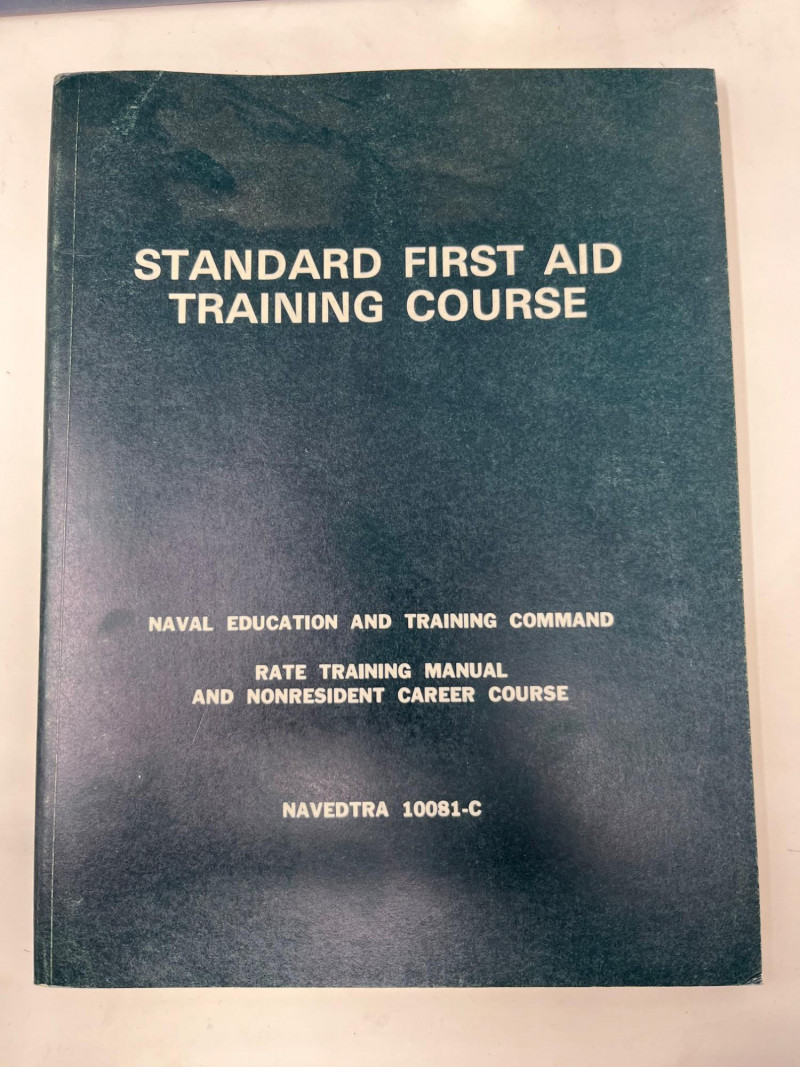 STANDARD FIRST AID
TRAINING COURSE
NAVAL EDUCATION AND TRAINING COMMAND
RATE TRAINING MANUAL
AND NONRESIDENT CAREER COURSE
NAVEDTRA 10081-C